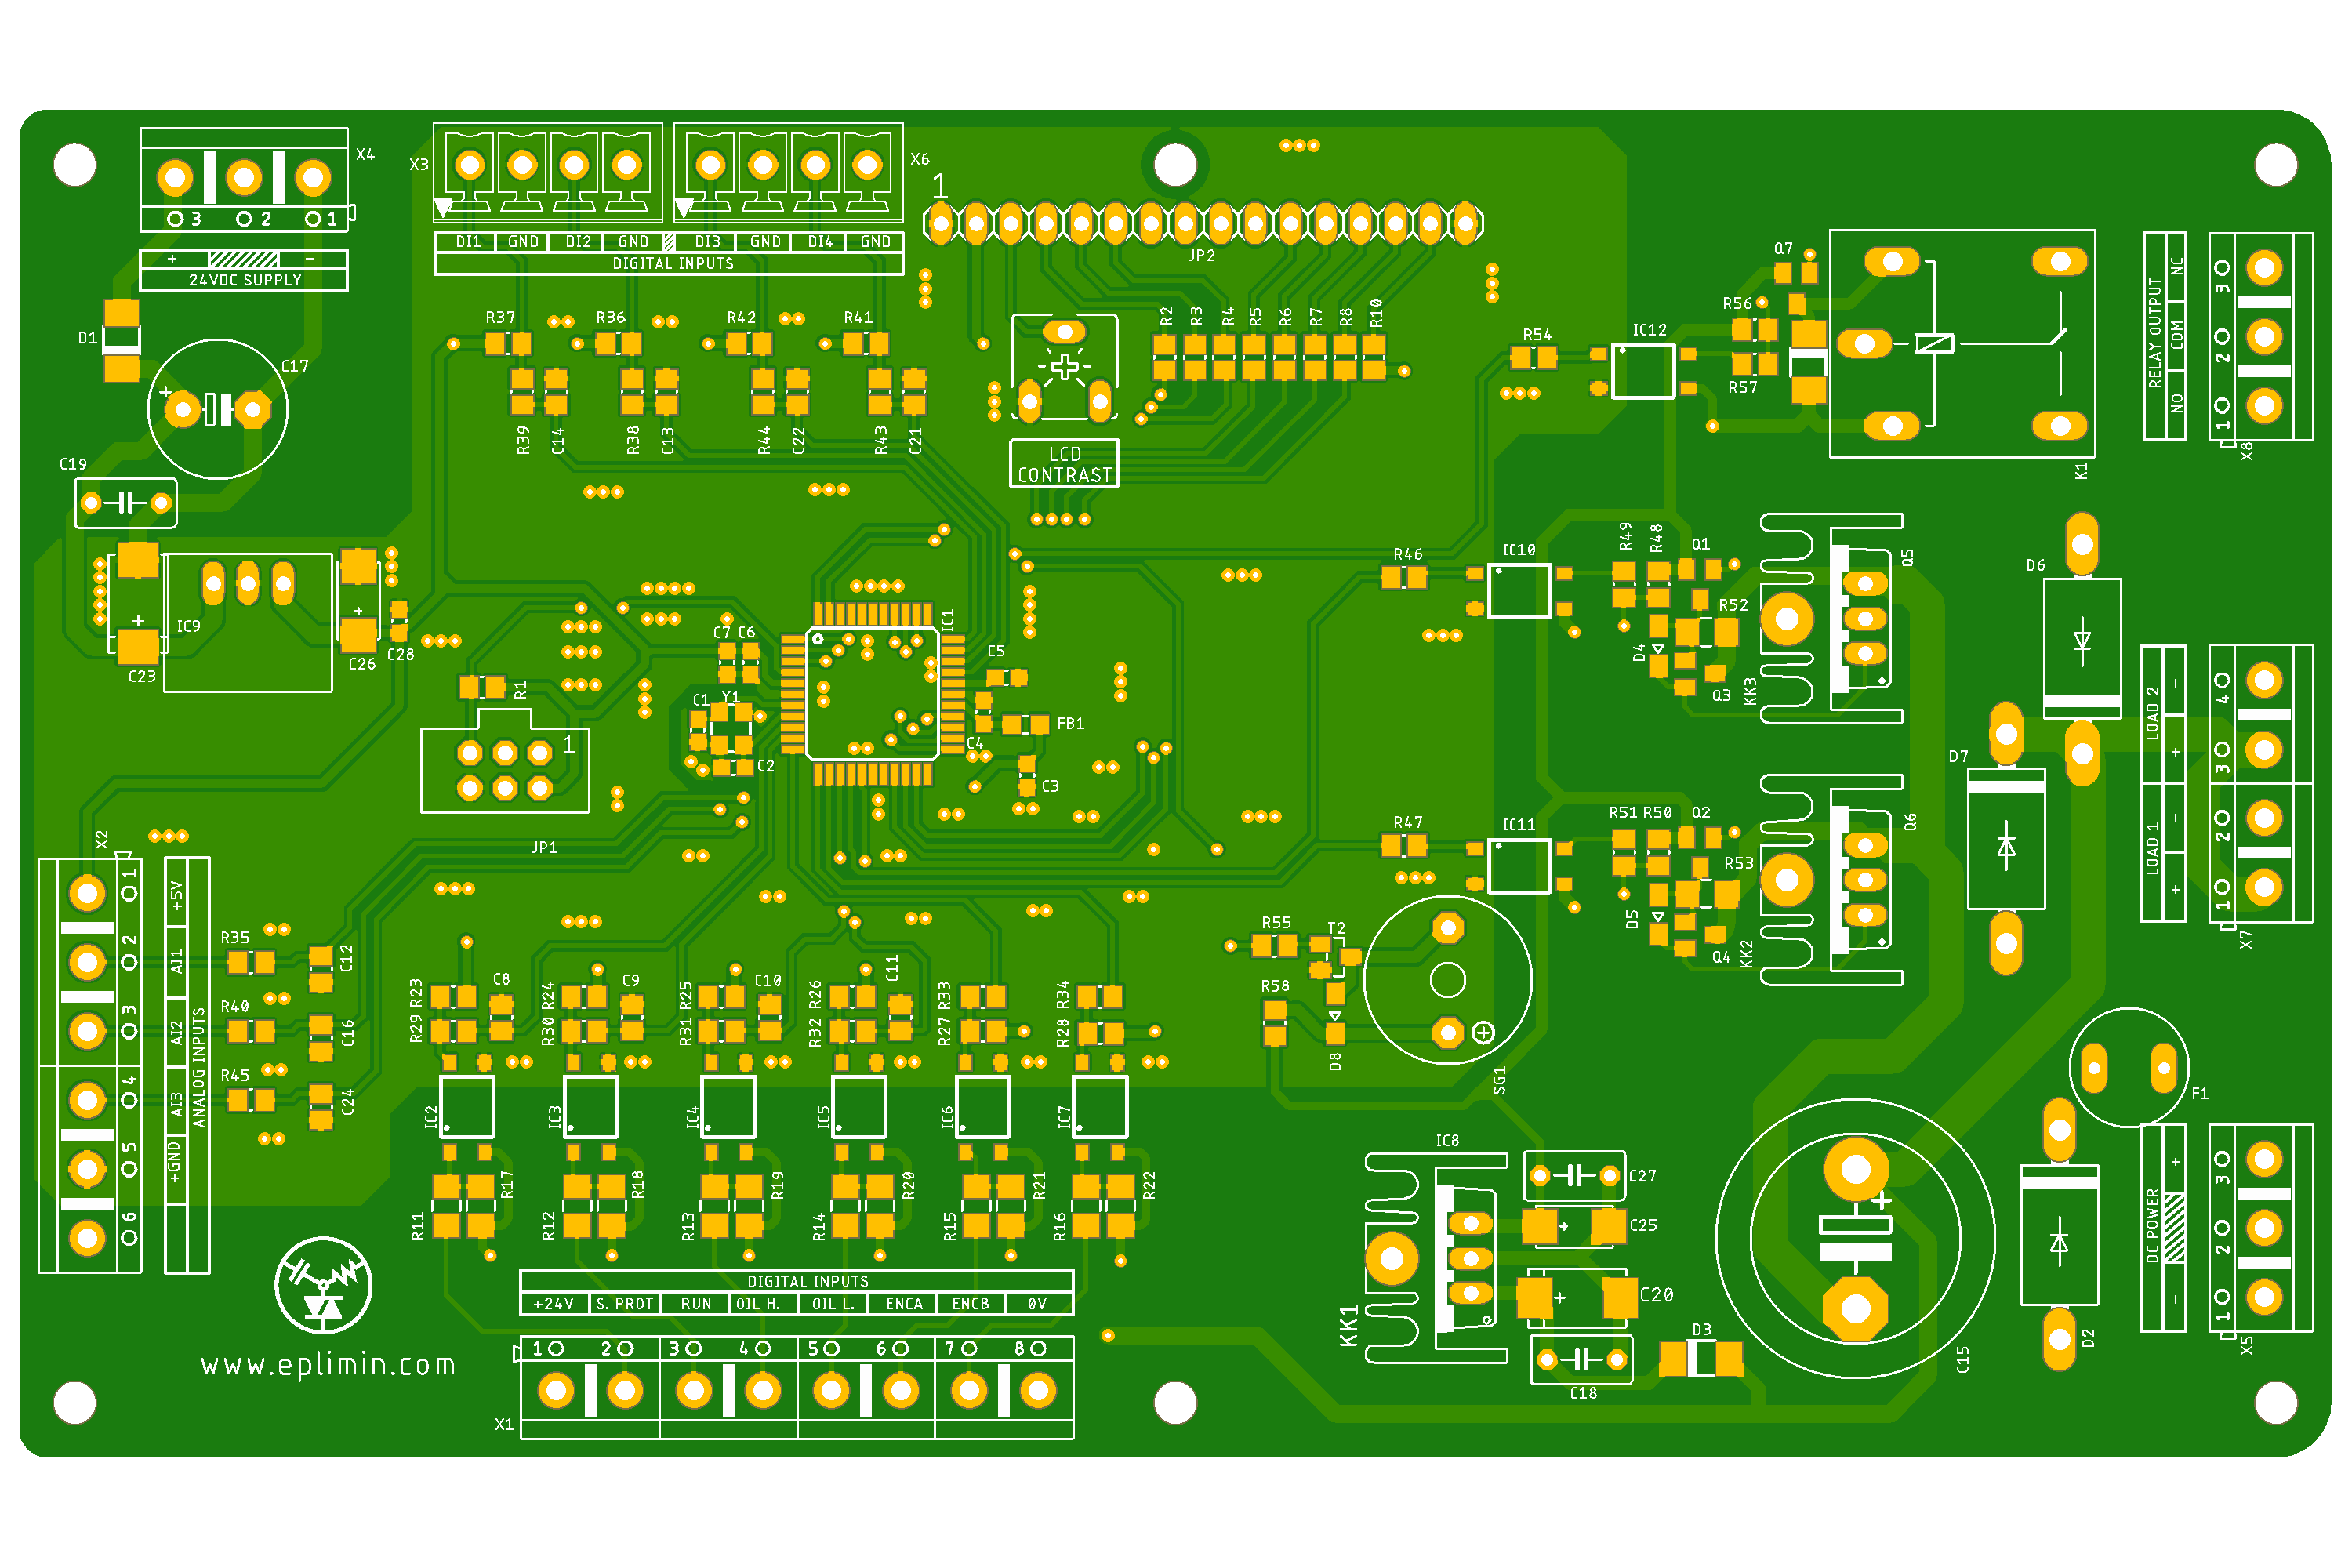 X4
3 2 1
+ -
24VDC SUPPLY
X3
X6
DI1 GND DI2 GND DI3 GND DI4 GND
DIGITAL INPUTS
1
JP2
D1
C17
+
C19
R37
R36
R42
R41
R39
C14
R38
C13
R44
C22
R43
C21
R2
R3
R4
R5
R6
R7
R8
R10
LCD
CONTRAST
R54
IC12
Q7
R56
R57
K1
RELAY OUTPUT
NC
COM
NO
3
2
1
X8
IC9
C23
+
C26
+
C28
R1
1
JP1
C7 C6
C1
Y1
C2
IC1
C5
FB1
C4
C3
R46
IC10
R49
R48
Q1
R52
D4
Q3
KK3
Q5
D6
R47
IC11
R51 R50
Q2
R53
D5
Q4
KK2
Q6
D7
LOAD 2
LOAD 1
-
+
-
+
4
3
2
1
X7
X2
1
2
3
4
5
6
+5V
AI1
AI2
AI3
+GND
ANALOG INPUTS
R35
C12
R40
C16
R45
C24
R23
R29
C8
R24
R30
C9
R25
R31
C10
R26
R32
C11
R33
R27
R34
R28
IC2
IC3
IC4
IC5
IC6
IC7
R11
R17
R12
R18
R13
R19
R14
R20
R15
R21
R16
R22
R55
T2
R58
D8
SG1
+
IC8
KK1
C27
C25
+
C20
+
C18
D3
C15
+
F1
D2
DC POWER
+
-
3
2
1
X5
DIGITAL INPUTS
+24V S. PROT RUN OIL H. OIL L. ENCA ENCB 0V
1 2 3 4 5 6 7 8
X1
www.eplimin.com